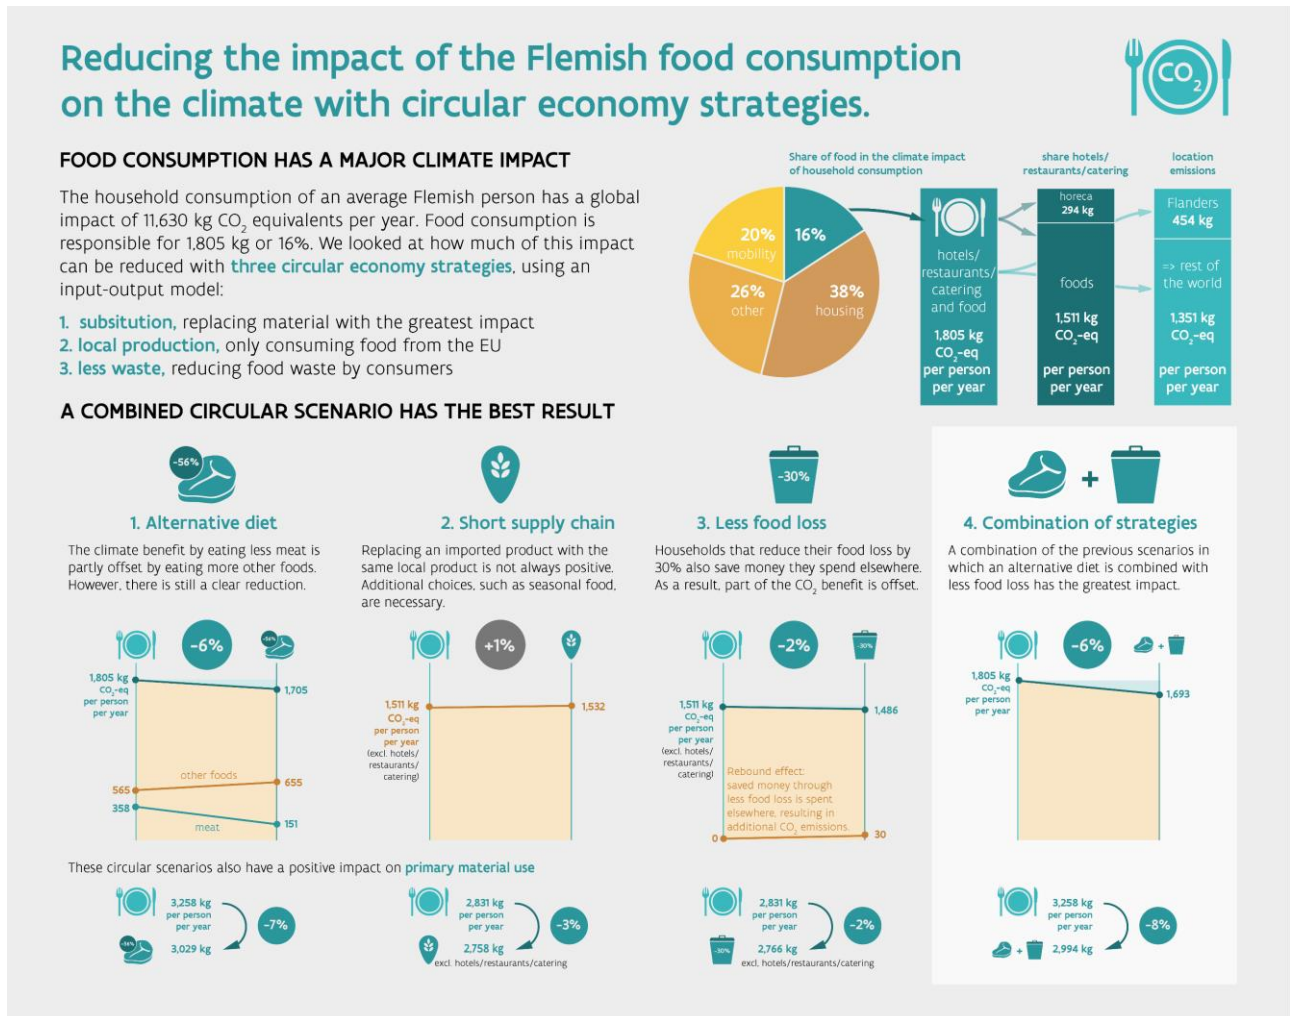 Reducing the impact of the Flemish food consumption
on the climate with circular economy strategies.
CO2
FOOD CONSUMPTION HAS A MAJOR CLIMATE IMPACT
The household consumption of an average Flemish person has a global
impact of 11,630 kg CO2 equivalents per year. Food consumption is
responsible for 1,805 kg or 16%. We looked at how much of this impact
can be reduced with three circular economy strategies, using an
input-output model:
1. subsitution, replacing material with the greatest impact
2. local production, only consuming food from the EU
3. less waste, reducing food waste by consumers
Share of food in the climate impact
of household consumption
20%
mobility
16%
26%
other
38%
housing
hotels/
restaurants/
catering
and food
1,805 kg
CO2-eq
per person
per year
share hotels/
restaurants/catering
horeca
294 kg
foods
1,511 kg
CO2-eq
per person
per year
location
emissions
Flanders
454 kg
=> rest of
the world
1,351 kg
CO2-eq
per person
per year
A COMBINED CIRCULAR SCENARIO HAS THE BEST RESULT
-56%
1. Alternative diet
The climate benefit by eating less meat is
partly offset by eating more other foods.
However, there is still a clear reduction.
-6%
-56%
1,805 kg
CO2-eq
per person
per year
1,705
other foods
565
655
358
meat
151
2. Short supply chain
Replacing an imported product with the
same local product is not always positive.
Additional choices, such as seasonal food,
are necessary.
+1%
1,511 kg
CO2-eq
per person
per year
(excl. hotels/
restaurants/
catering)
1,532
-30%
3. Less food loss
Households that reduce their food loss by
30% also save money they spend elsewhere.
As a result, part of the CO2 benefit is offset.
-2%
-30%
1,511 kg
CO2-eq
per person
per year
(excl. hotels/
restaurants/
catering)
1,486
Rebound effect:
saved money through
less food loss is spent
elsewhere, resulting in
additional CO2 emissions.
0
30
+
4. Combination of strategies
A combination of the previous scenarios in
which an alternative diet is combined with
less food loss has the greatest impact.
-6%
+
1,805 kg
CO2-eq
per person
per year
1,693
These circular scenarios also have a positive impact on primary material use
3,258 kg
per person
per year
-7%
-56%
3,029 kg
2,831 kg
per person
per year
-3%
2,758 kg
excl. hotels/restaurants/catering
2,831 kg
per person
per year
-2%
-30%
2,766 kg
excl. hotels/restaurants/catering
3,258 kg
per person
per year
-8%
+
2,994 kg